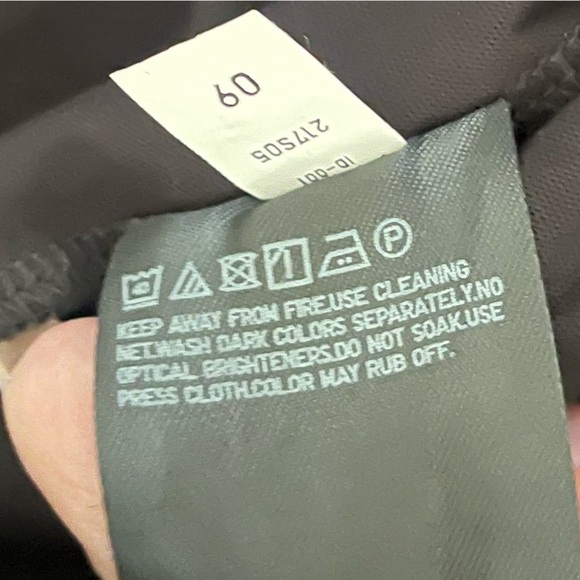 09
217S05
KEEP AWAY FROM FIRE.USE CLEANING
NET.WASH DARK COLORS SEPARATELY.NO
OPTICAL BRIGHTENERS.DO NOT SOAK.USE
PRESS CLOTH.COLOR MAY RUB OFF.
P